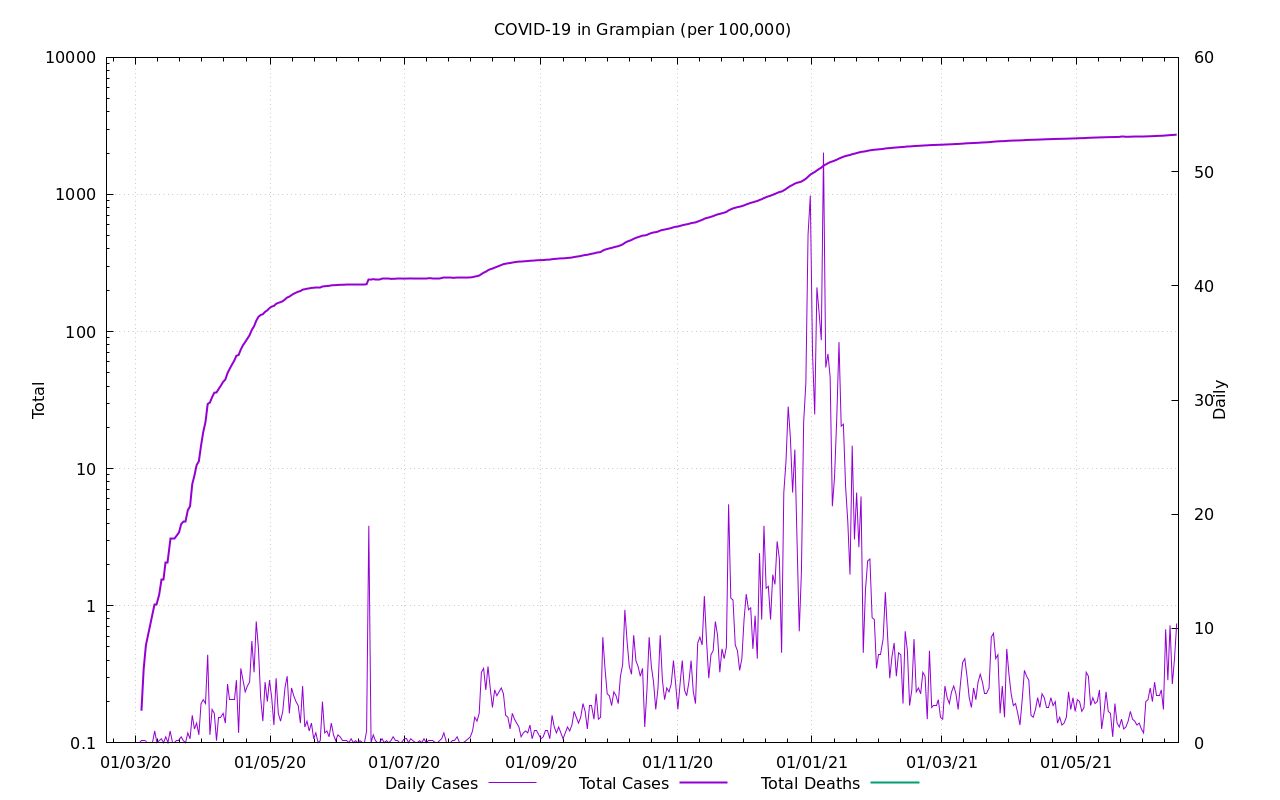 COVID-19 in Grampian (per 100,000)
10000
1000
100
10
1
0.1
Total
60
50
40
30
20
10
0
Daily
01/03/20 01/05/20 01/07/20 01/09/20 01/11/20 01/01/21 01/03/21 01/05/21
Daily Cases Total Cases Total Deaths